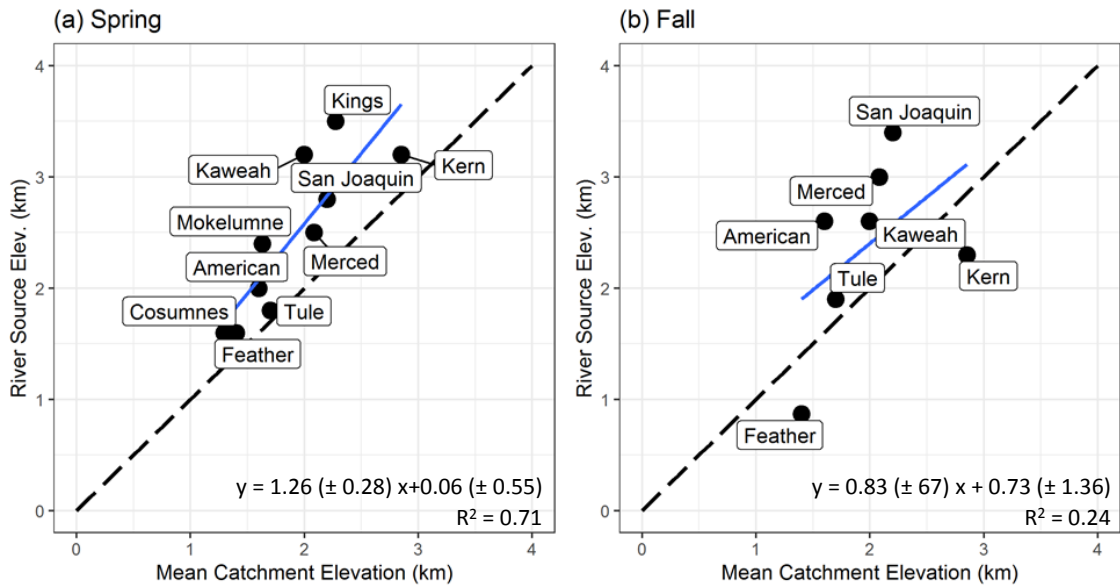 (a) Spring
River Source Elev. (km)
4
3
2
1
0
Kings
Kaweah
Kern
San Joaquin
Mokelumne
Merced
American
Cosumnes
Tule
Feather
y = 1.26 (± 0.28) x+0.06 (± 0.55)
R² = 0.71
0 1 2 3 4
Mean Catchment Elevation (km)
(b) Fall
River Source Elev. (km)
4
3
2
1
0
San Joaquin
Merced
American
Kaweah
Kern
Tule
Feather
y = 0.83 (± 67) x + 0.73 (± 1.36)
R² = 0.24
0 1 2 3 4
Mean Catchment Elevation (km)